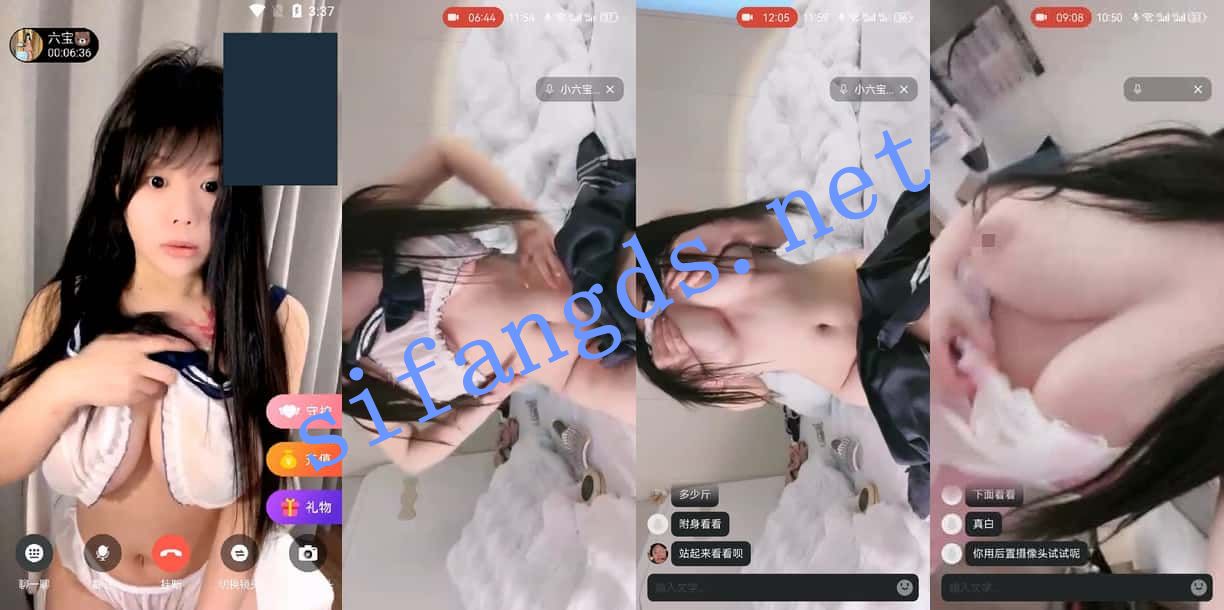 3:37
六宝
00:06:36
守护
充值
礼物
聊一聊
挂断
切换镜头
06:44
11:54
小六宝...
12:05
11:59
小六宝...
多少斤
附身看看
站起来看看呗
输入文字...
09:08
10:50
下面看看
真白
你用后置摄像头试试呢
输入文字...
sifangds.net